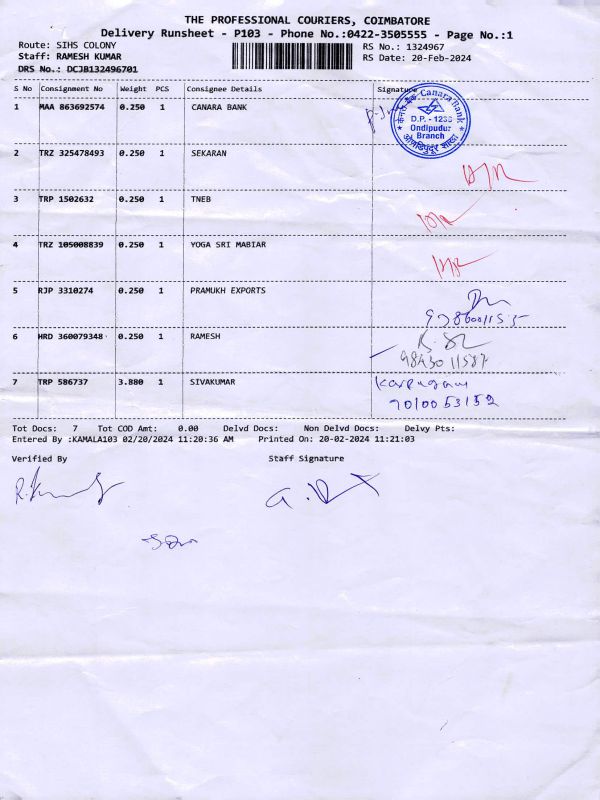 THE PROFESSIONAL COURIERS, COIMBATORE
Delivery Runsheet - P103 - Phone No.:0422-3505555 - Page No.:1
Route: SIHS COLONY RS No.: 1324967
Staff: RAMESH KUMAR RS Date: 20-Feb-2024
DRS No.: DCJB132496701
S No Consignment No Weight PCS Consignee Details Signature
1 MAA 863692574 0.250 1 CANARA BANK
केनरा बैंक Canara Bank
D.P. - 1236
Ondipudur
Branch
2 TRZ 325478493 0.250 1 SEKARAN
3 TRP 1502632 0.250 1 TNEB
4 TRZ 105008839 0.250 1 YOGA SRI MABIAR
5 RJP 3310274 0.250 1 PRAMUKH EXPORTS
6 HRD 360079348 0.250 1 RAMESH
98430 11587
7 TRP 586737 3.880 1 SIVAKUMAR Karpagam
7010053152
Tot Docs: 7 Tot COD Amt: 0.00 Delvd Docs: Non Delvd Docs: Delvy Pts:
Entered By :KAMALA103 02/20/2024 11:20:36 AM Printed On: 20-02-2024 11:21:03
Verified By Staff Signature